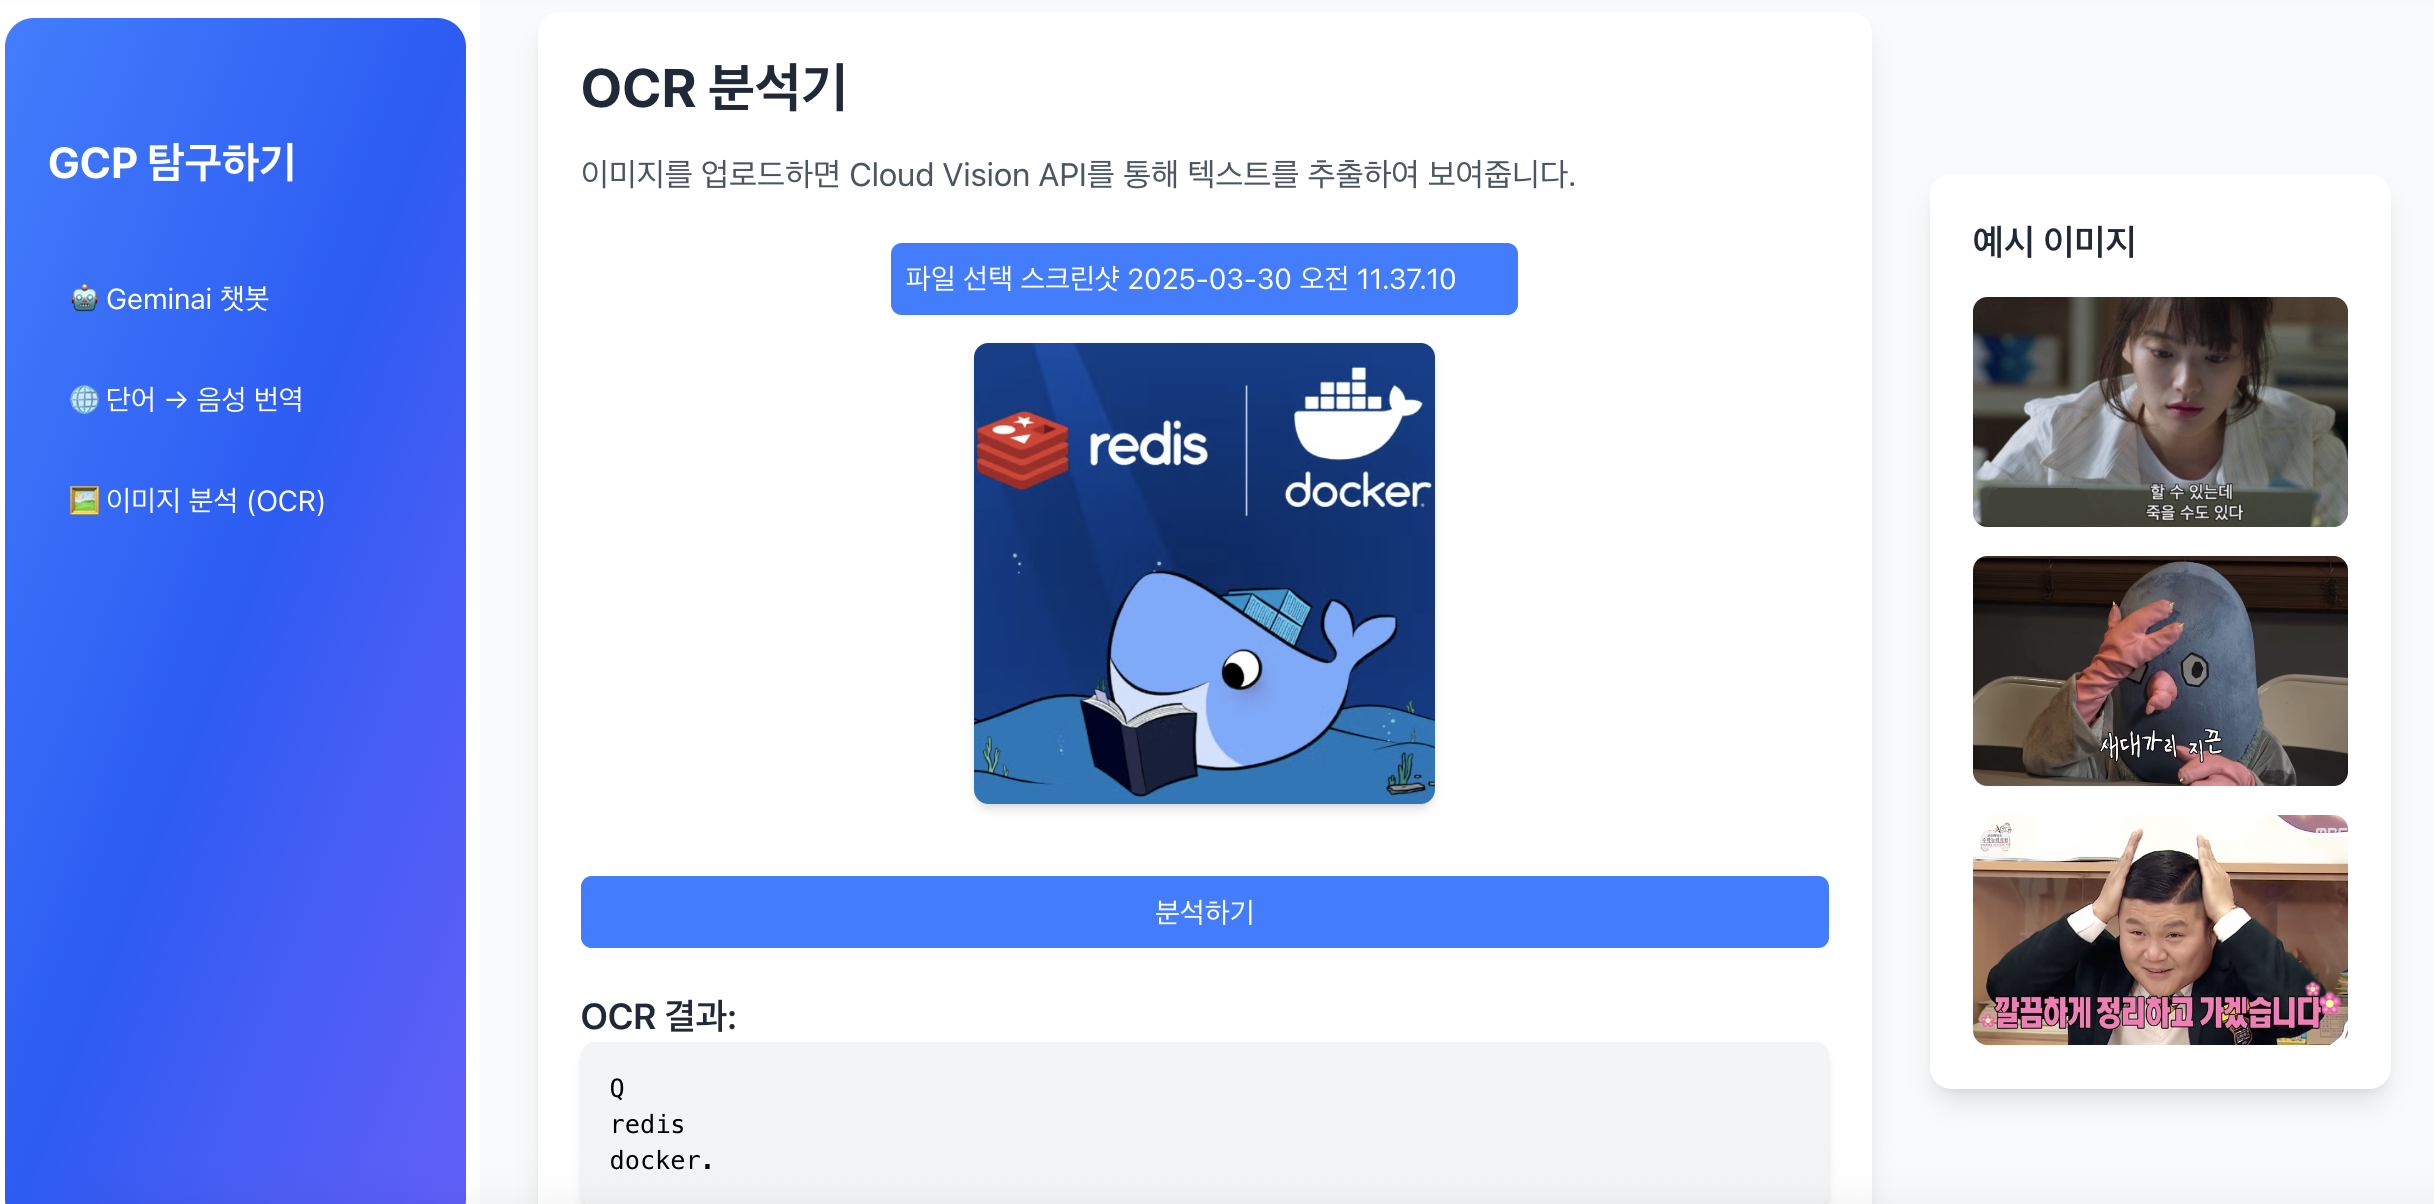 GCP 탐구하기
🤖 Geminai 챗봇
🌐 단어 → 음성 번역
🖼️ 이미지 분석 (OCR)
OCR 분석기
이미지를 업로드하면 Cloud Vision API를 통해 텍스트를 추출하여 보여줍니다.
파일 선택 스크린샷 2025-03-30 오전 11.37.10
redis
docker
분석하기
OCR 결과:
Q
redis
docker.
예시 이미지
할 수 있는데
죽을 수도 있다
새대가리 지끈
깔끔하게 정리하고 가겠습니다